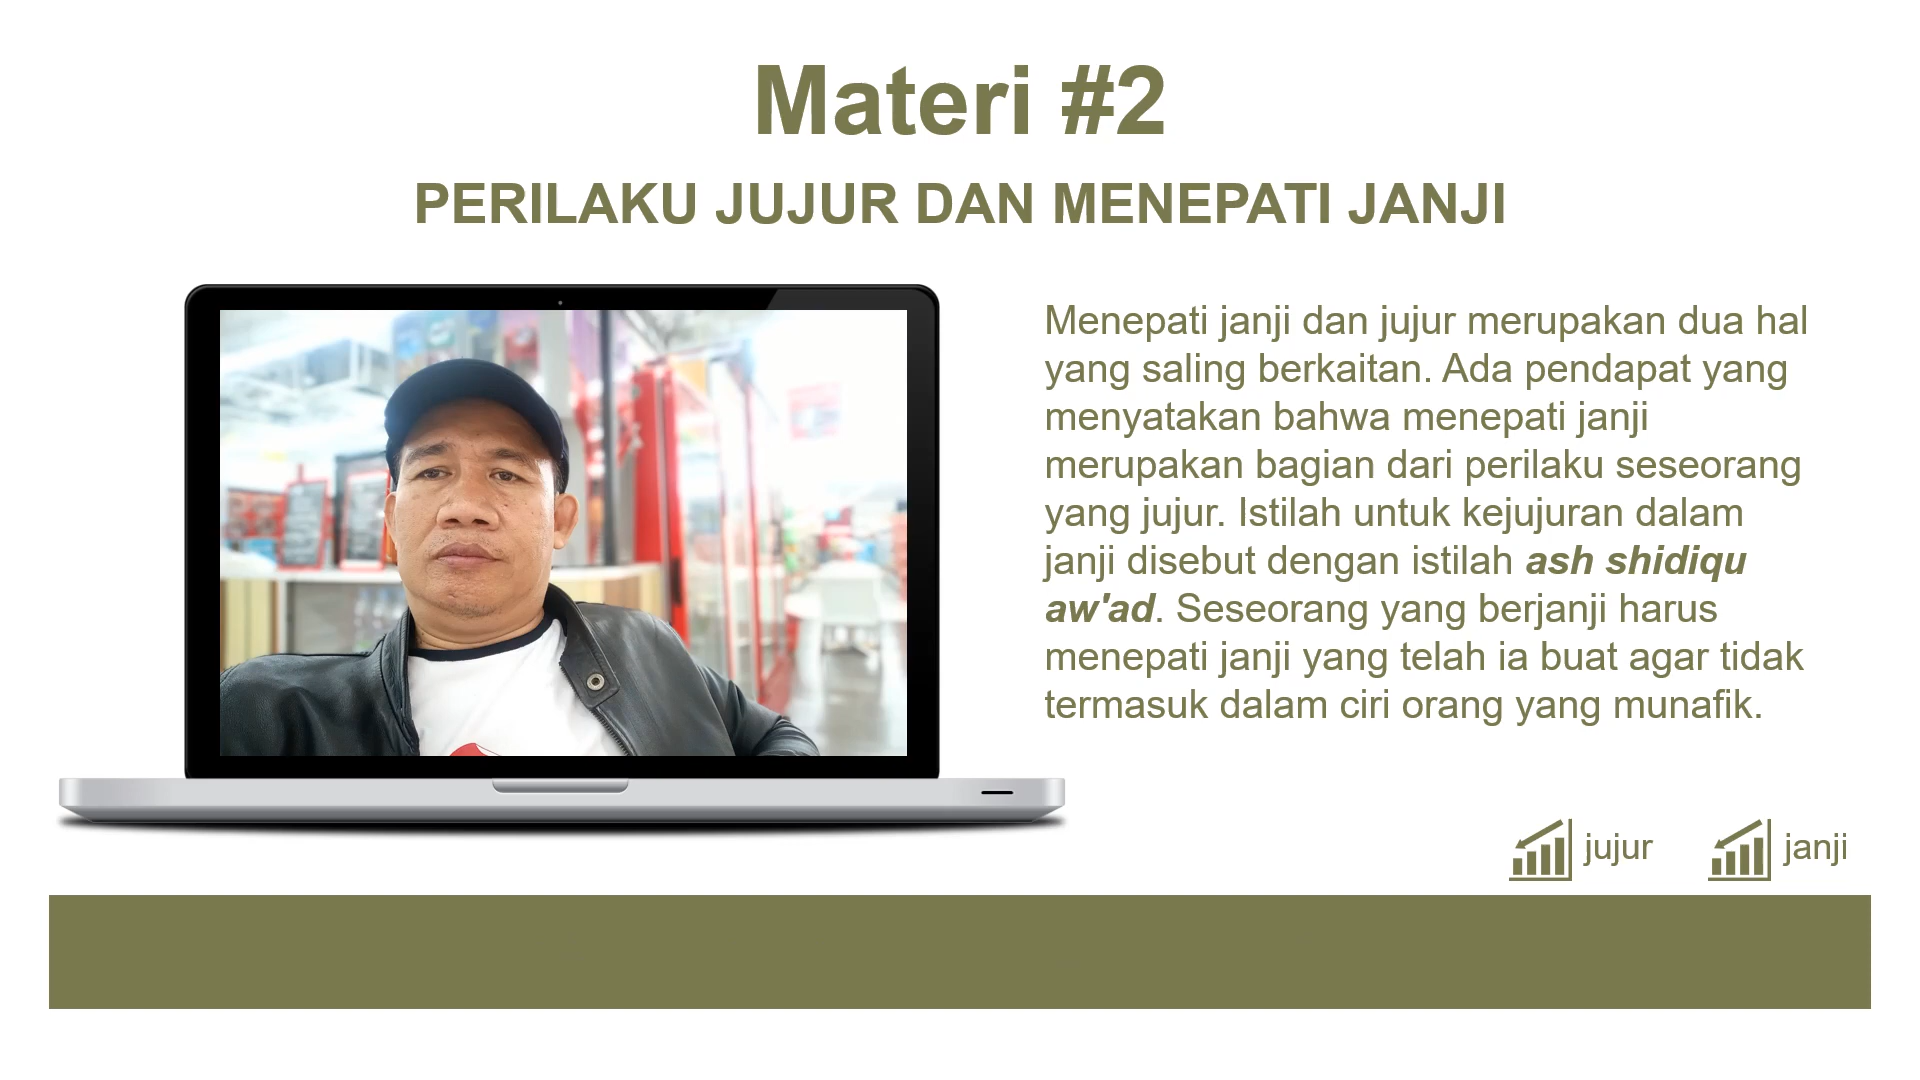 Materi #2
PERILAKU JUJUR DAN MENEPATI JANJI
Menepati janji dan jujur merupakan dua hal
yang saling berkaitan. Ada pendapat yang
menyatakan bahwa menepati janji
merupakan bagian dari perilaku seseorang
yang jujur. Istilah untuk kejujuran dalam
janji disebut dengan istilah ash shidiqu
aw'ad. Seseorang yang berjanji harus
menepati janji yang telah ia buat agar tidak
termasuk dalam ciri orang yang munafik.
jujur
janji